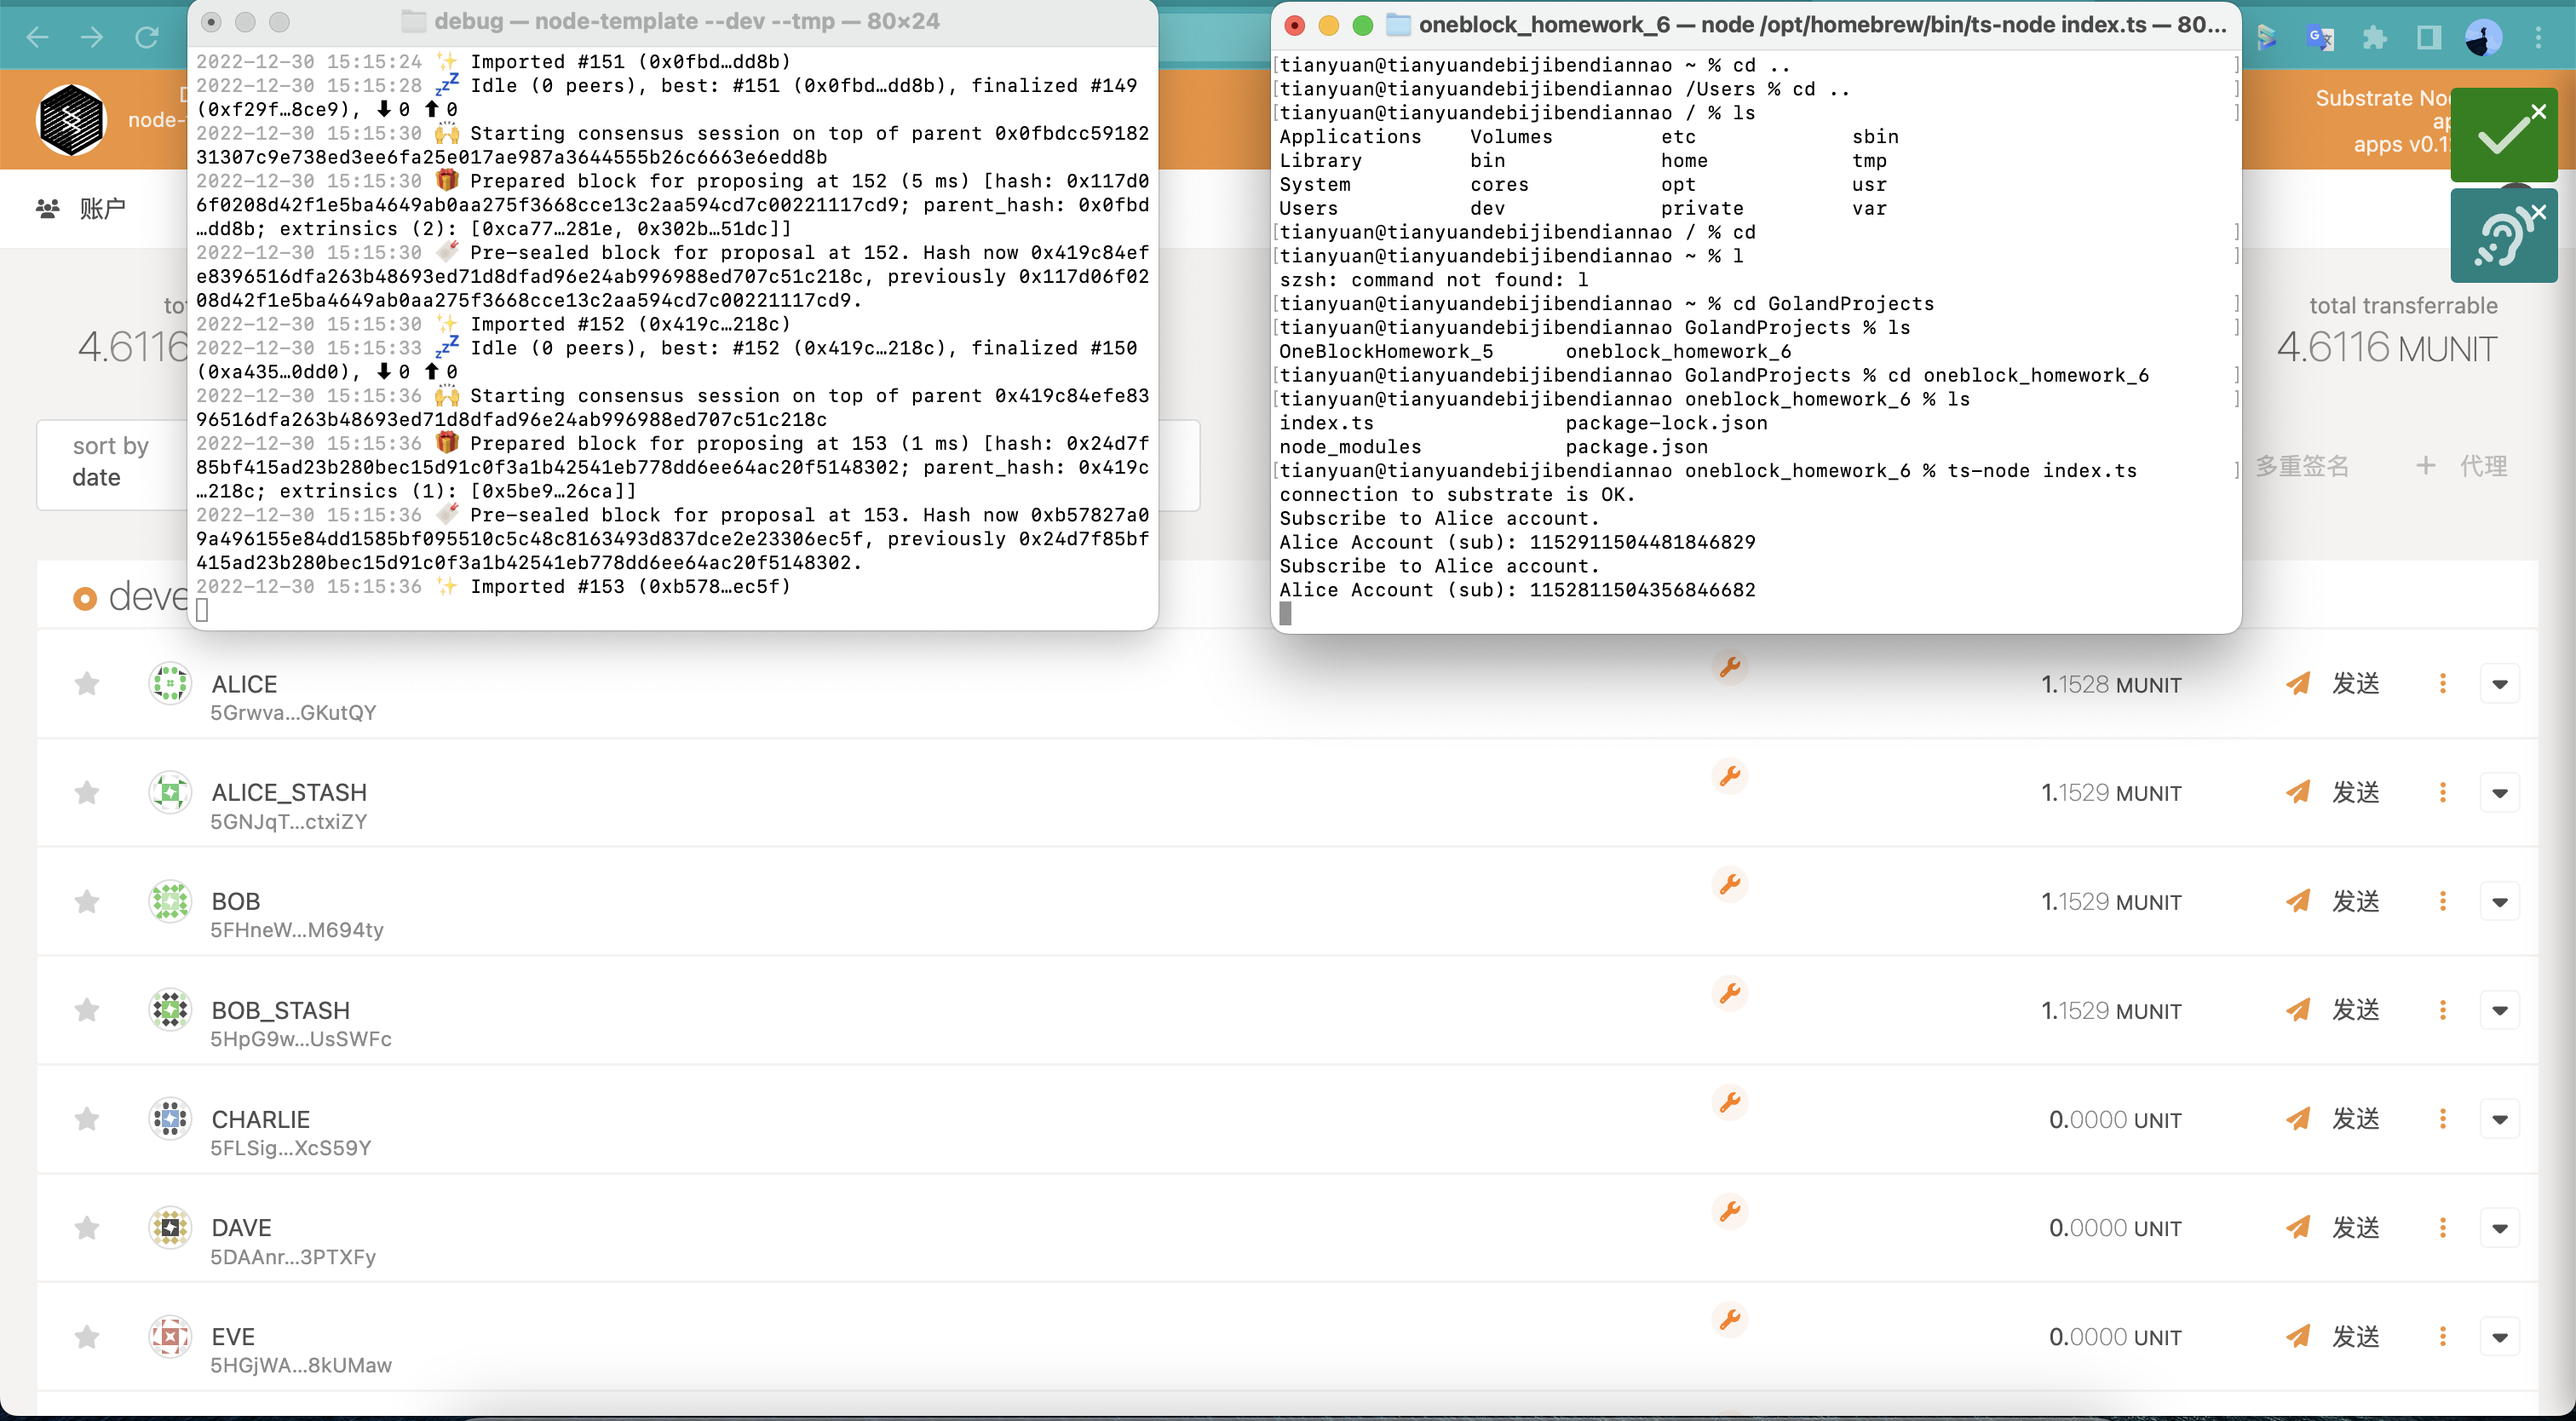 debug — node-template --dev --tmp — 80×24
2022-12-30 15:15:24 ✨ Imported #151 (0x0fbd…dd8b)
2022-12-30 15:15:28 💤 Idle (0 peers), best: #151 (0x0fbd…dd8b), finalized #149
(0xf29f…8ce9), ⬇ 0 ⬆ 0
2022-12-30 15:15:30 🙌 Starting consensus session on top of parent 0x0fbdcc59182
31307c9e738ed3ee6fa25e017ae987a3644555b26c6663e6edd8b
2022-12-30 15:15:30 🎁 Prepared block for proposing at 152 (5 ms) [hash: 0x117d0
6f0208d42f1e5ba4649ab0aa275f3668cce13c2aa594cd7c00221117cd9; parent_hash: 0x0fbd
…dd8b; extrinsics (2): [0xca77…281e, 0x302b…51dc]]
2022-12-30 15:15:30 🔖 Pre-sealed block for proposal at 152. Hash now 0x419c84ef
e8396516dfa263b48693ed71d8dfad96e24ab996988ed707c51c218c, previously 0x117d06f02
08d42f1e5ba4649ab0aa275f3668cce13c2aa594cd7c00221117cd9.
2022-12-30 15:15:30 ✨ Imported #152 (0x419c…218c)
2022-12-30 15:15:33 💤 Idle (0 peers), best: #152 (0x419c…218c), finalized #150
(0xa435…0dd0), ⬇ 0 ⬆ 0
2022-12-30 15:15:36 🙌 Starting consensus session on top of parent 0x419c84efe83
96516dfa263b48693ed71d8dfad96e24ab996988ed707c51c218c
2022-12-30 15:15:36 🎁 Prepared block for proposing at 153 (1 ms) [hash: 0x24d7f
85bf415ad23b280bec15d91c0f3a1b42541eb778dd6ee64ac20f5148302; parent_hash: 0x419c
…218c; extrinsics (1): [0x5be9…26ca]]
2022-12-30 15:15:36 🔖 Pre-sealed block for proposal at 153. Hash now 0xb57827a0
9a496155e84dd1585bf095510c5c48c8163493d837dce2e23306ec5f, previously 0x24d7f85bf
415ad23b280bec15d91c0f3a1b42541eb778dd6ee64ac20f5148302.
2022-12-30 15:15:36 ✨ Imported #153 (0xb578…ec5f)
oneblock_homework_6 — node /opt/homebrew/bin/ts-node index.ts — 80...
[tianyuan@tianyuandebijibendiannao ~ % cd .. ]
[tianyuan@tianyuandebijibendiannao /Users % cd .. ]
[tianyuan@tianyuandebijibendiannao / % ls ]
Applications Volumes etc sbin
Library bin home tmp
System cores opt usr
Users dev private var
[tianyuan@tianyuandebijibendiannao / % cd ]
[tianyuan@tianyuandebijibendiannao ~ % l ]
szsh: command not found: l
[tianyuan@tianyuandebijibendiannao ~ % cd GolandProjects ]
[tianyuan@tianyuandebijibendiannao GolandProjects % ls ]
OneBlockHomework_5 oneblock_homework_6
[tianyuan@tianyuandebijibendiannao GolandProjects % cd oneblock_homework_6 ]
[tianyuan@tianyuandebijibendiannao oneblock_homework_6 % ls ]
index.ts package-lock.json
node_modules package.json
[tianyuan@tianyuandebijibendiannao oneblock_homework_6 % ts-node index.ts ]
connection to substrate is OK.
Subscribe to Alice account.
Alice Account (sub): 1152911504481846829
Subscribe to Alice account.
Alice Account (sub): 1152811504356846682
node-
Substrate
apps
账户
total transferrable
4.6116
4.6116 MUNIT
sort by
date
多重签名
+ 代理
ALICE
5Grwva...GKutQY
1.1528 MUNIT
发送
ALICE_STASH
5GNJqT...ctxiZY
1.1529 MUNIT
发送
BOB
5FHneW...M694ty
1.1529 MUNIT
发送
BOB_STASH
5HpG9w...UsSWFc
1.1529 MUNIT
发送
CHARLIE
5FLSig...XcS59Y
0.0000 UNIT
发送
DAVE
5DAAnr...3PTXFy
0.0000 UNIT
发送
EVE
5HGjWA...8kUMaw
0.0000 UNIT
发送